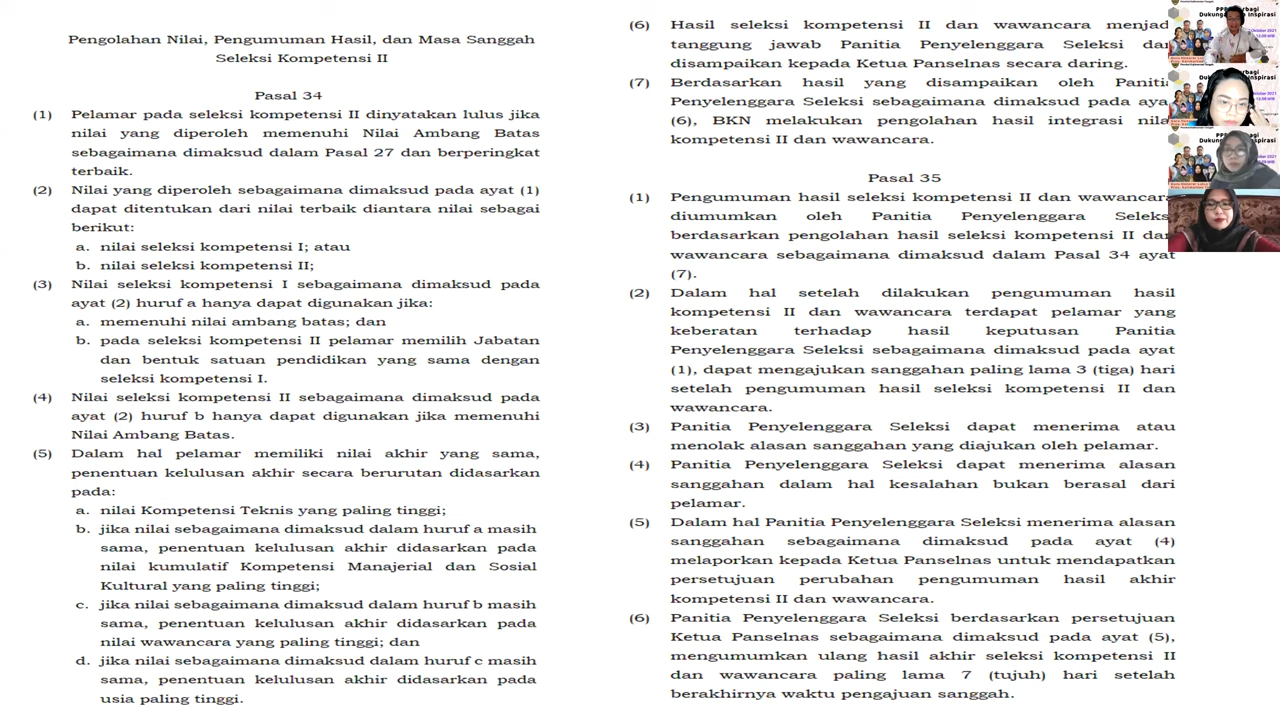 Pengolahan Nilai, Pengumuman Hasil, dan Masa Sanggah
Seleksi Kompetensi II
Pasal 34
(1) Pelamar pada seleksi kompetensi II dinyatakan lulus jika
nilai yang diperoleh memenuhi Nilai Ambang Batas
sebagaimana dimaksud dalam Pasal 27 dan berperingkat
terbaik.
(2) Nilai yang diperoleh sebagaimana dimaksud pada ayat (1)
dapat ditentukan dari nilai terbaik diantara nilai sebagai
berikut:
a. nilai seleksi kompetensi I; atau
b. nilai seleksi kompetensi II;
(3) Nilai seleksi kompetensi I sebagaimana dimaksud pada
ayat (2) huruf a hanya dapat digunakan jika:
a. memenuhi nilai ambang batas; dan
b. pada seleksi kompetensi II pelamar memilih Jabatan
dan bentuk satuan pendidikan yang sama dengan
seleksi kompetensi I.
(4) Nilai seleksi kompetensi II sebagaimana dimaksud pada
ayat (2) huruf b hanya dapat digunakan jika memenuhi
Nilai Ambang Batas.
(5) Dalam hal pelamar memiliki nilai akhir yang sama,
penentuan kelulusan akhir secara berurutan didasarkan
pada:
a. nilai Kompetensi Teknis yang paling tinggi;
b. jika nilai sebagaimana dimaksud dalam huruf a masih
sama, penentuan kelulusan akhir didasarkan pada
nilai kumulatif Kompetensi Manajerial dan Sosial
Kultural yang paling tinggi;
c. jika nilai sebagaimana dimaksud dalam huruf b masih
sama, penentuan kelulusan akhir didasarkan pada
nilai wawancara yang paling tinggi; dan
d. jika nilai sebagaimana dimaksud dalam huruf c masih
sama, penentuan kelulusan akhir didasarkan pada
usia paling tinggi.
(6) Hasil seleksi kompetensi II dan wawancara menjad
tanggung jawab Panitia Penyelenggara Seleksi dan
disampaikan kepada Ketua Panselnas secara daring.
(7) Berdasarkan hasil yang disampaikan oleh Panitia
Penyelenggara Seleksi sebagaimana dimaksud pada aya
(6), BKN melakukan pengolahan hasil integrasi nila
kompetensi II dan wawancara.
Pasal 35
(1) Pengumuman hasil seleksi kompetensi II dan wawancara
diumumkan oleh Panitia Penyelenggara Seleks
berdasarkan pengolahan hasil seleksi kompetensi II dan
wawancara sebagaimana dimaksud dalam Pasal 34 ayat
(7).
(2) Dalam hal setelah dilakukan pengumuman hasil
kompetensi II dan wawancara terdapat pelamar yang
keberatan terhadap hasil keputusan Panitia
Penyelenggara Seleksi sebagaimana dimaksud pada ayat
(1), dapat mengajukan sanggahan paling lama 3 (tiga) hari
setelah pengumuman hasil seleksi kompetensi II dan
wawancara.
(3) Panitia Penyelenggara Seleksi dapat menerima atau
menolak alasan sanggahan yang diajukan oleh pelamar.
(4) Panitia Penyelenggara Seleksi dapat menerima alasan
sanggahan dalam hal kesalahan bukan berasal dari
pelamar.
(5) Dalam hal Panitia Penyelenggara Seleksi menerima alasan
sanggahan sebagaimana dimaksud pada ayat (4)
melaporkan kepada Ketua Panselnas untuk mendapatkan
persetujuan perubahan pengumuman hasil akhir
kompetensi II dan wawancara.
(6) Panitia Penyelenggara Seleksi berdasarkan persetujuan
Ketua Panselnas sebagaimana dimaksud pada ayat (5),
mengumumkan ulang hasil akhir seleksi kompetensi II
dan wawancara paling lama 7 (tujuh) hari setelah
berakhirnya waktu pengajuan sanggah.